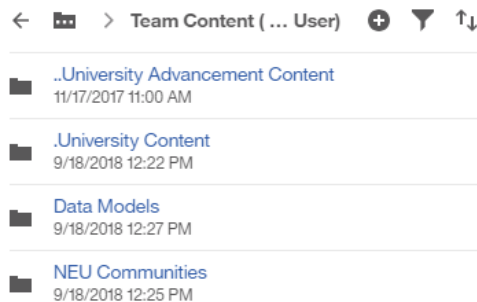 Team Content ( ... User)
..University Advancement Content
11/17/2017 11:00 AM
.University Content
9/18/2018 12:22 PM
Data Models
9/18/2018 12:27 PM
NEU Communities
9/18/2018 12:25 PM